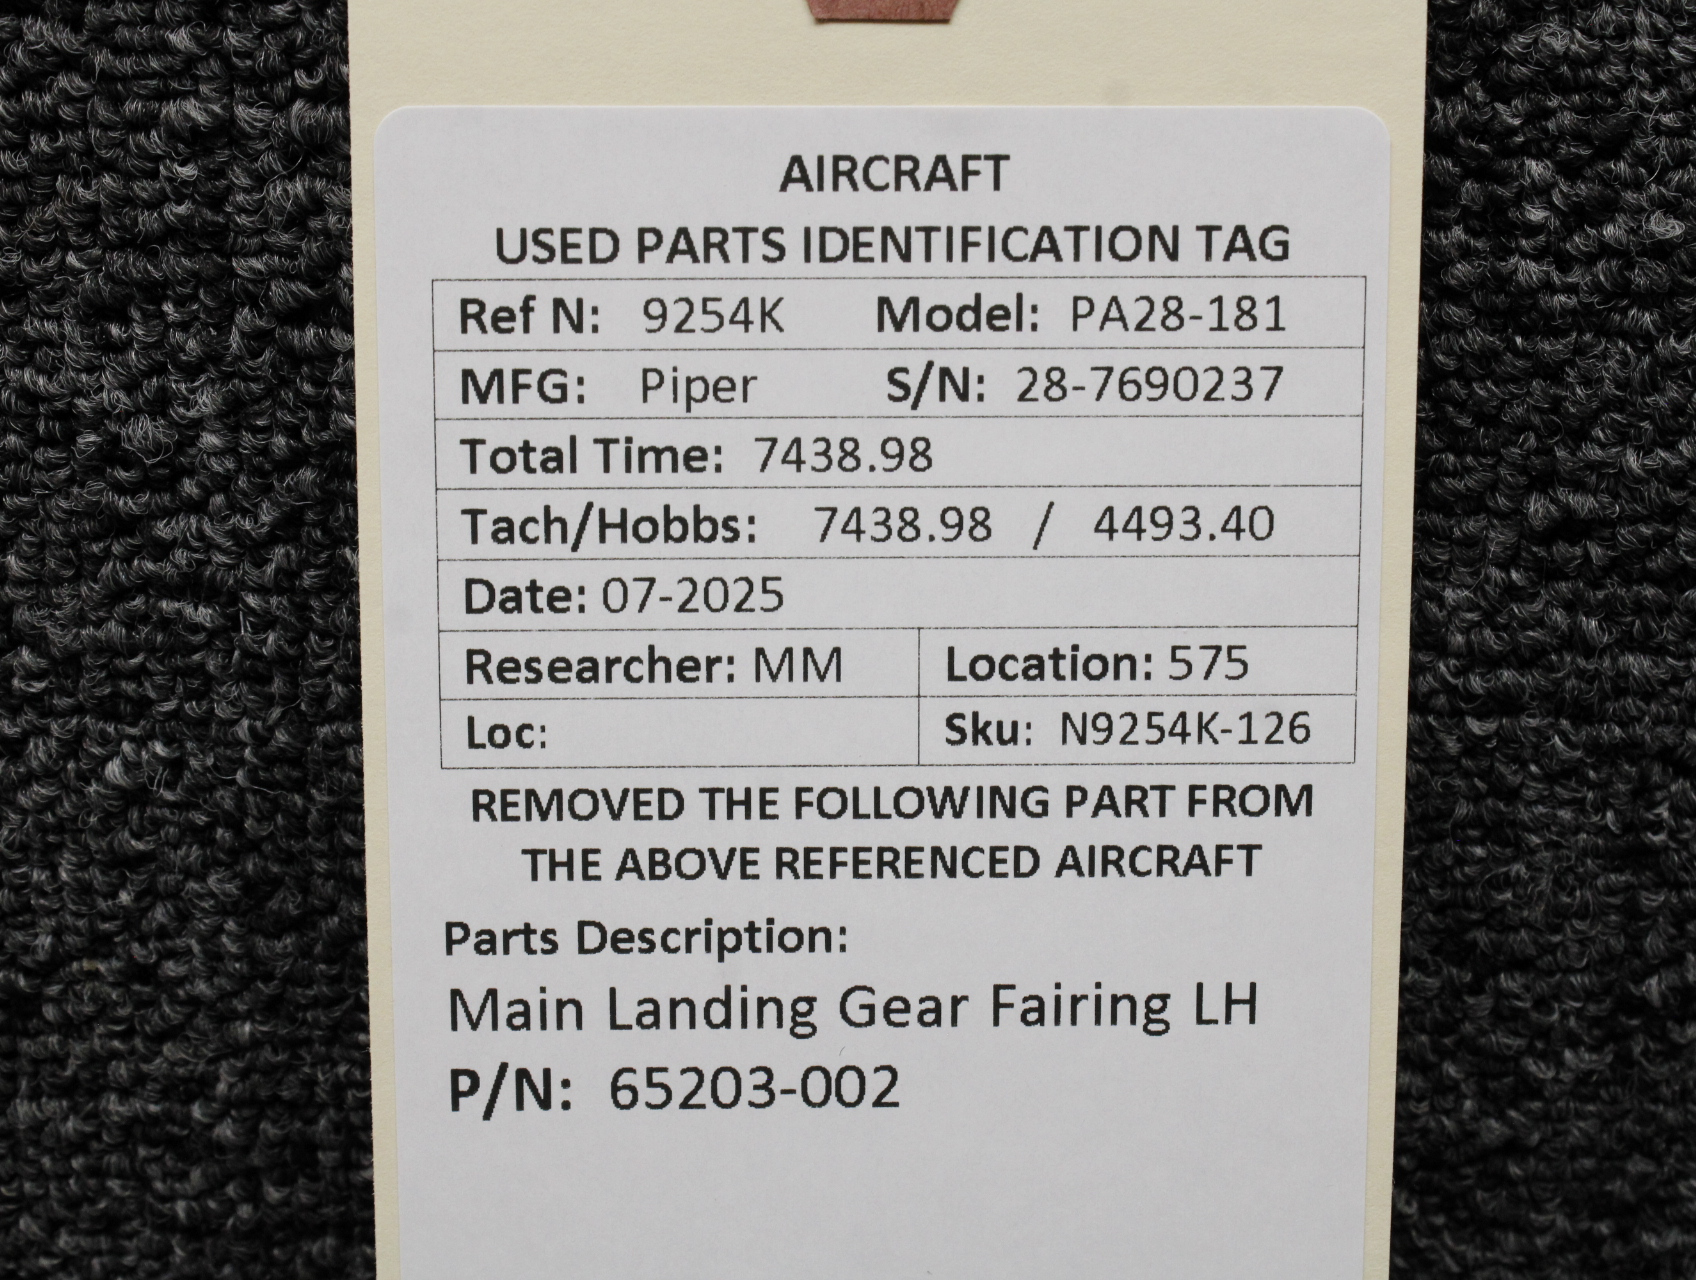 AIRCRAFT
USED PARTS IDENTIFICATION TAG
Ref N: 9254K Model: PA28-181
MFG: Piper S/N: 28-7690237
Total Time: 7438.98
Tach/Hobbs: 7438.98 / 4493.40
Date: 07-2025
Researcher: MM Location: 575
Loc: Sku: N9254K-126
REMOVED THE FOLLOWING PART FROM
THE ABOVE REFERENCED AIRCRAFT
Parts Description:
Main Landing Gear Fairing LH
P/N: 65203-002